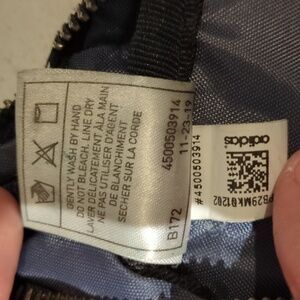 GENTLY WASH BY HAND
DO NOT BLEACH. LINE DRY
LAVER DÉLICATEMENT A LA MAIN
NE PAS UTILISER D'AGENT
DE BLANCHIMENT
SÉCHER SUR LA CORDE
4500503914
11-23-19
B172
adidas
#4500503914
PB29MK01202